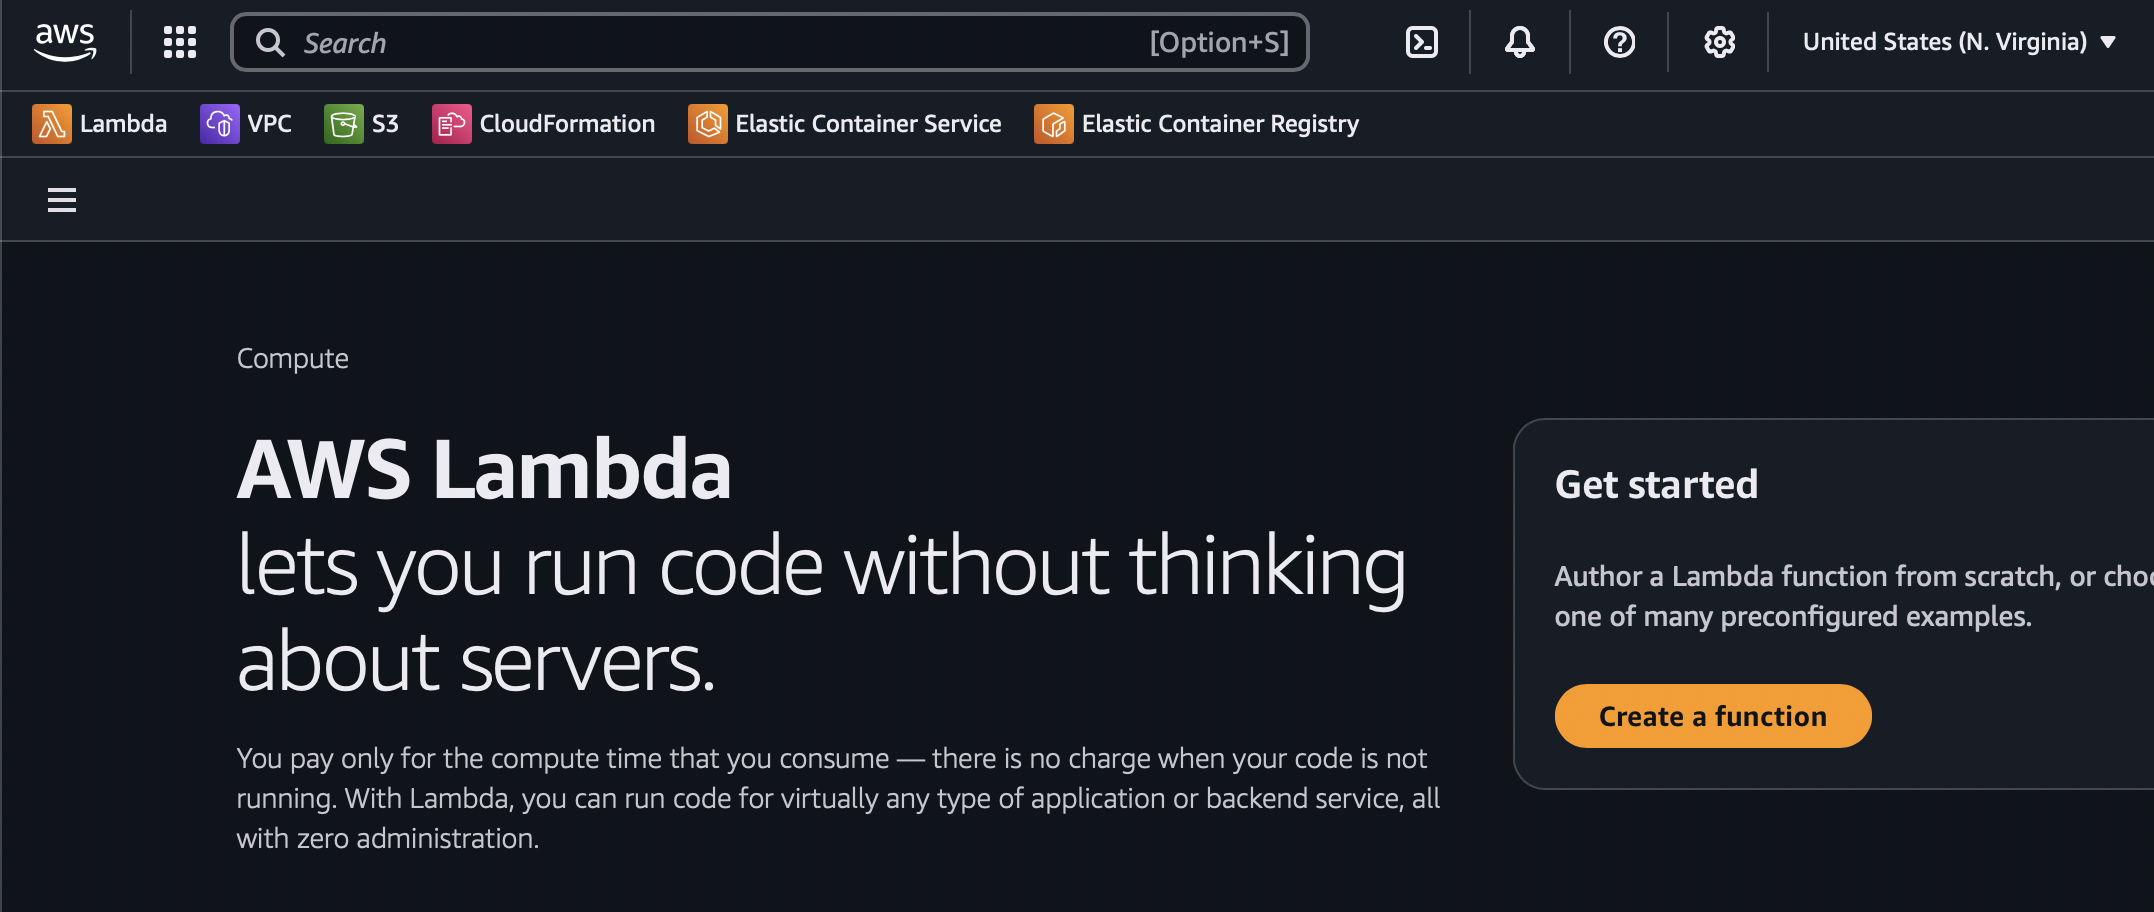 aws
Search [Option+S]
United States (N. Virginia)
Lambda VPC S3 CloudFormation Elastic Container Service Elastic Container Registry
Compute
AWS Lambda
lets you run code without thinking
about servers.
You pay only for the compute time that you consume — there is no charge when your code is not
running. With Lambda, you can run code for virtually any type of application or backend service, all
with zero administration.
Get started
Author a Lambda function from scratch, or
one of many preconfigured examples.
Create a function